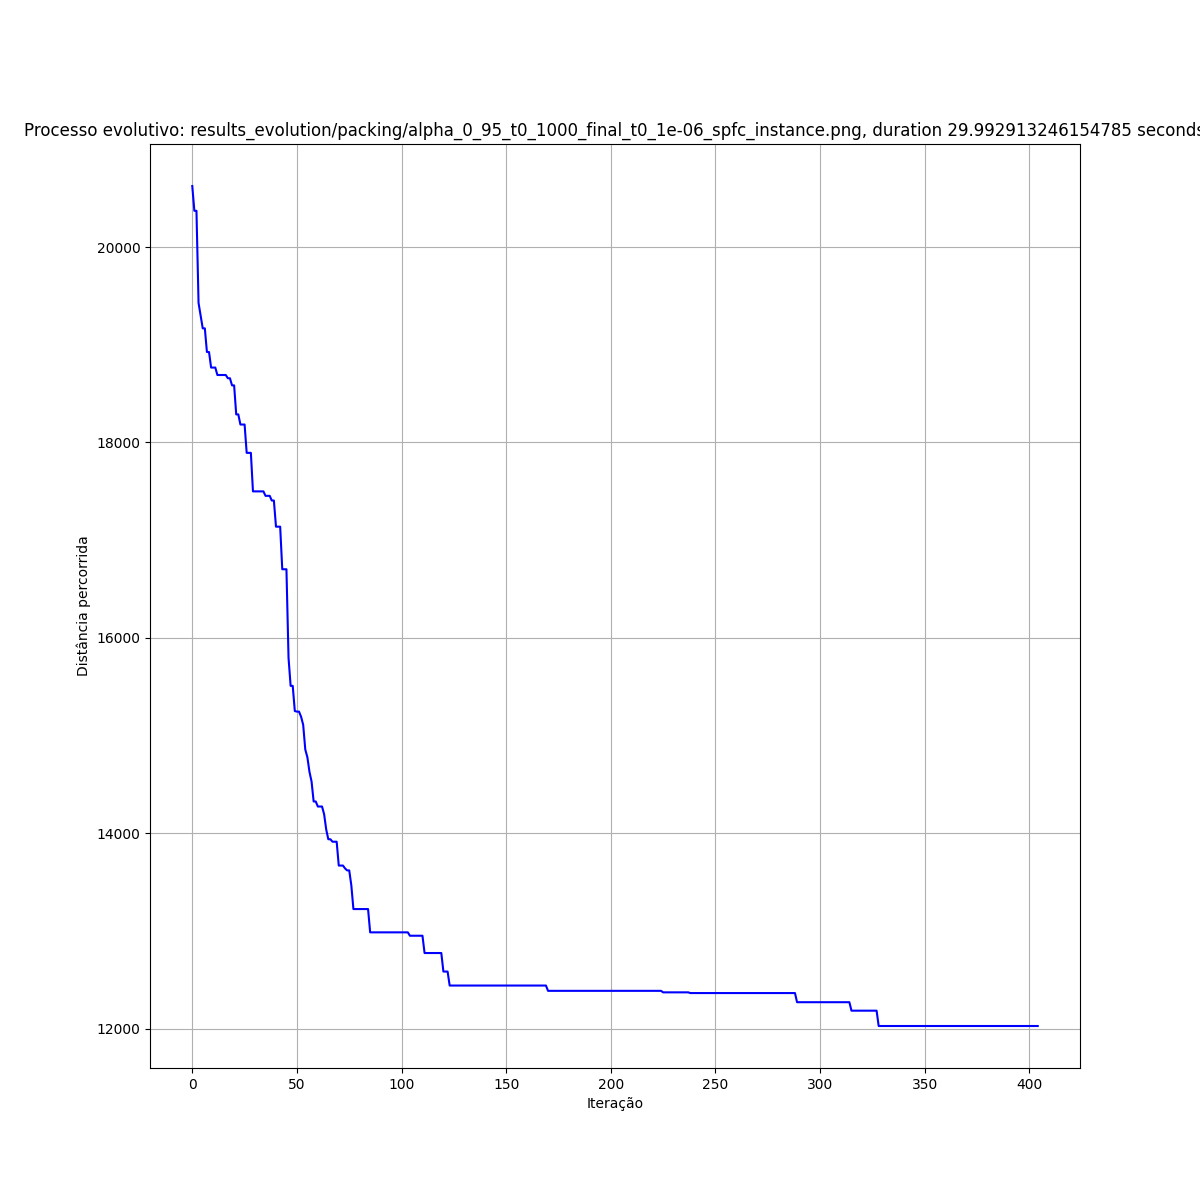 Processo evolutivo: results_evolution/packing/alpha_0_95_t0_1000_final_t0_1e-06_spfc_instance.png, duration 29.992913246154785 seconds
20000
18000
16000
14000
12000
Distância percorrida
0 50 100 150 200 250 300 350 400
Iteração